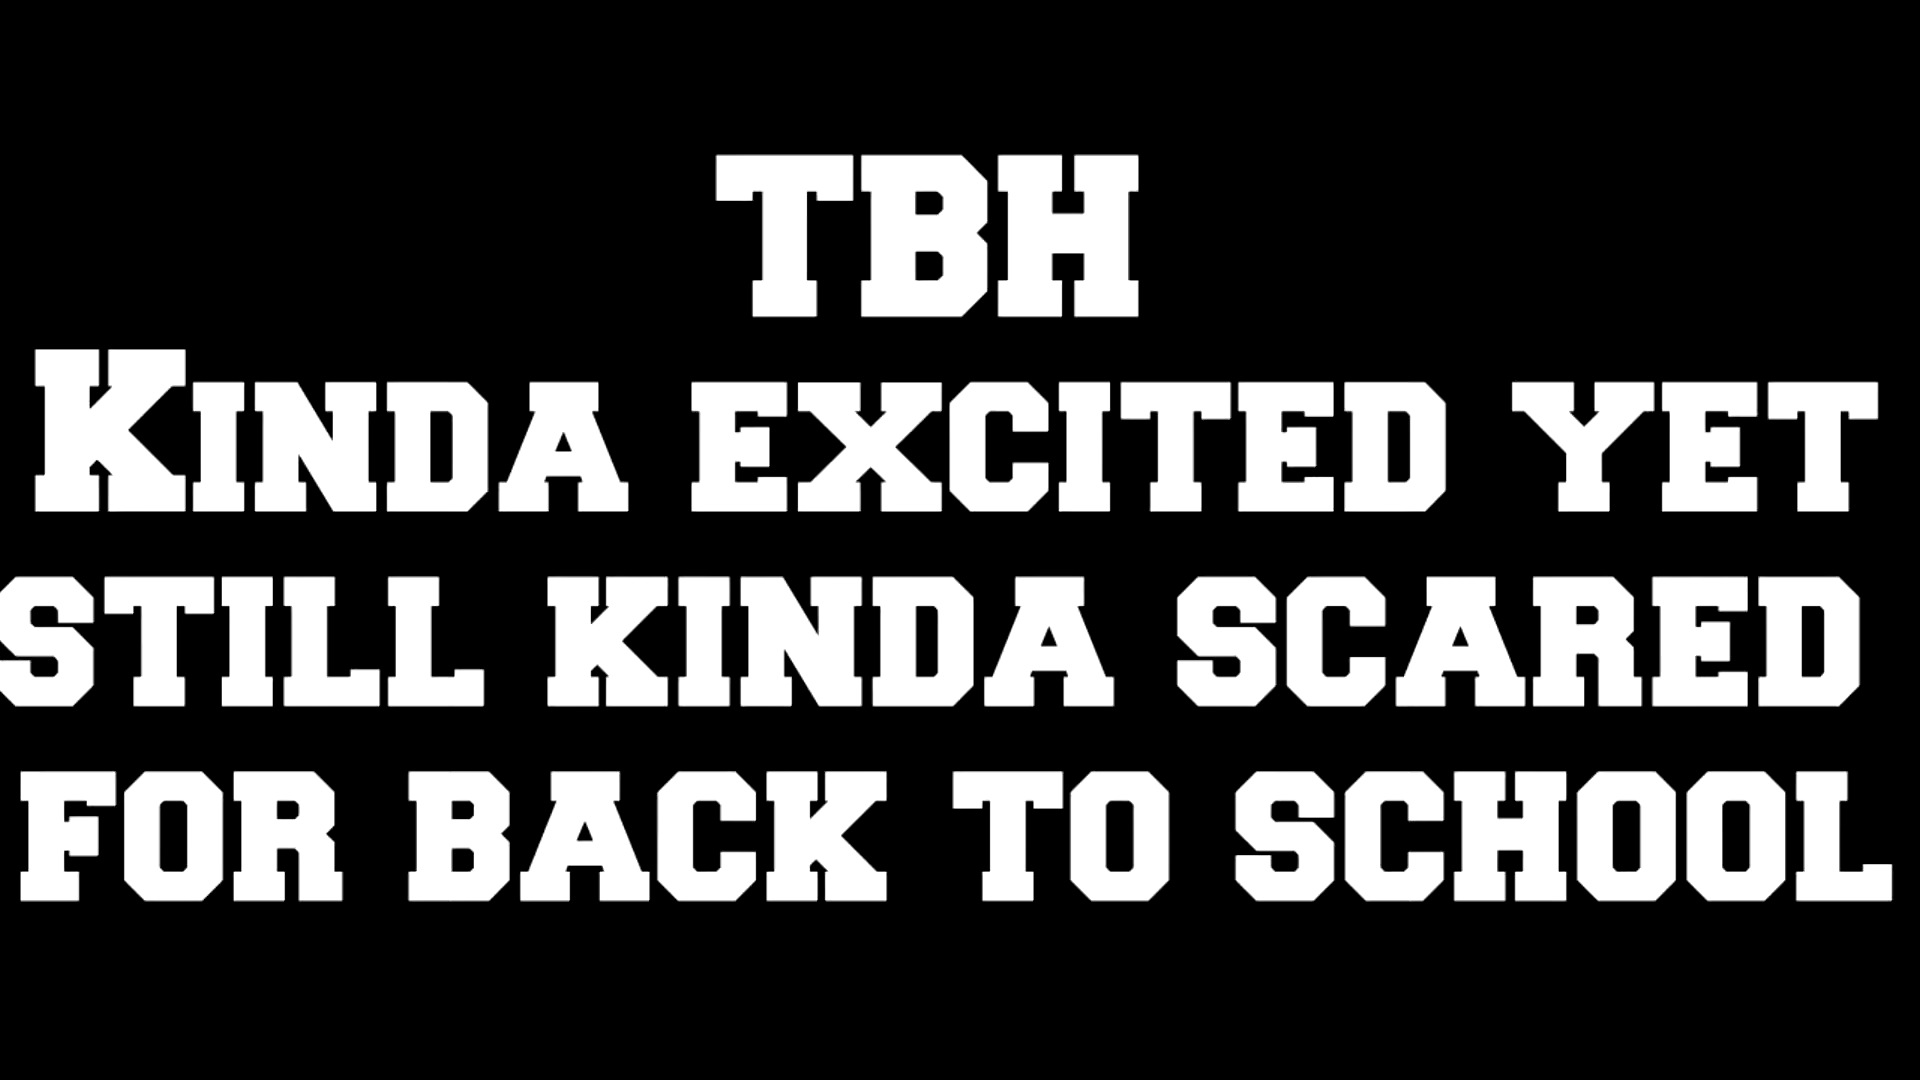 TBH
Kinda excited yet
still kinda scared
for back to school